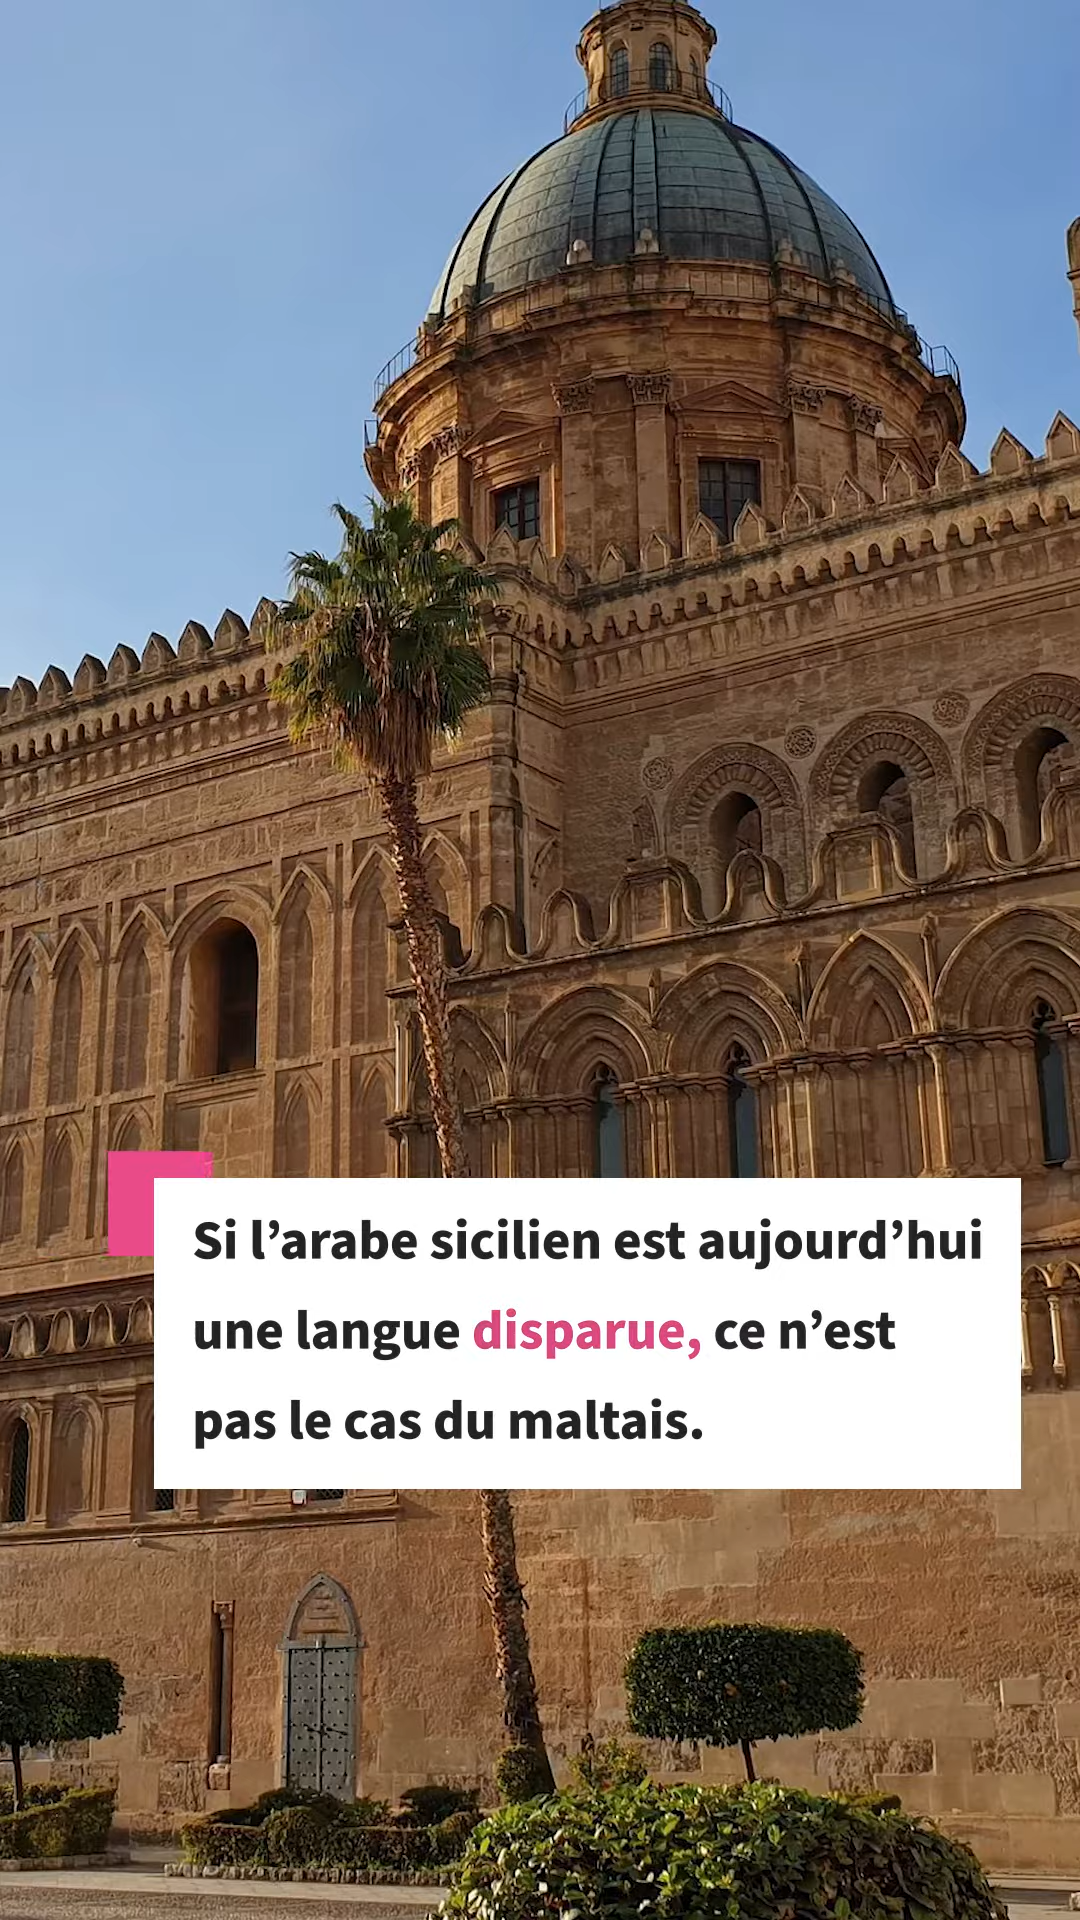 Si l’arabe sicilien est aujourd’hui
une langue disparue, ce n’est
pas le cas du maltais.